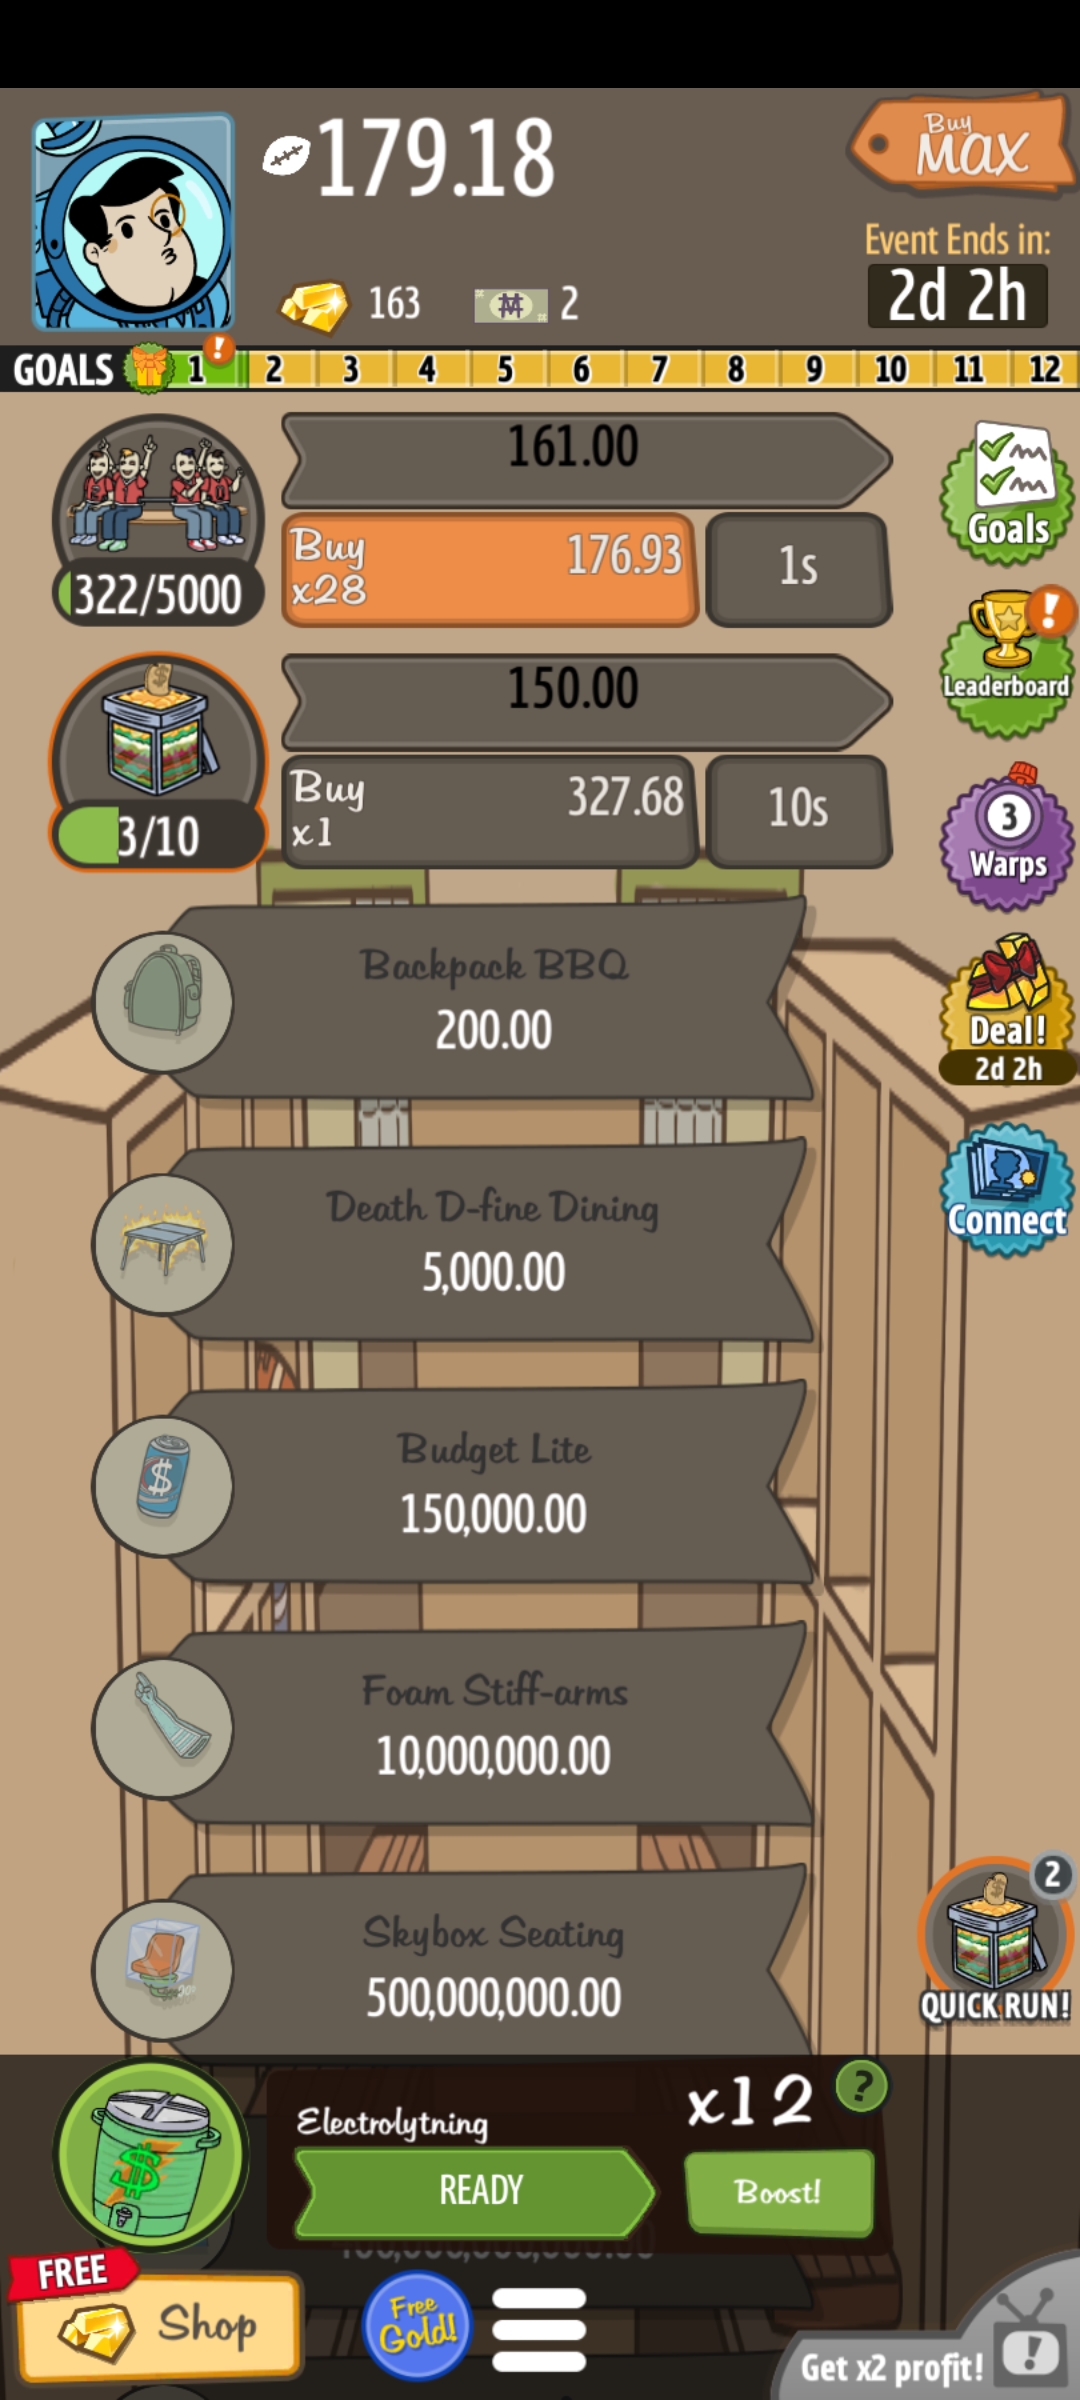 179.18
Buy
MAX
Event Ends in:
2d 2h
163
2
GOALS 1 ! 2 3 4 5 6 7 8 9 10 11 12
161.00
Buy
x28
176.93
1s
322/5000
Goals
150.00
Buy
x1
327.68
10s
3/10
!
Leaderboard
3
Warps
Backpack BBQ
200.00
Deal!
2d 2h
Death D-fine Dining
5,000.00
Connect
Budget Lite
150,000.00
Foam Stiff-arms
10,000,000.00
Skybox Seating
500,000,000.00
2
QUICK RUN!
Electrolytning
x12
?
READY
Boost!
FREE
Shop
Free
Gold!
Get x2 profit!
!